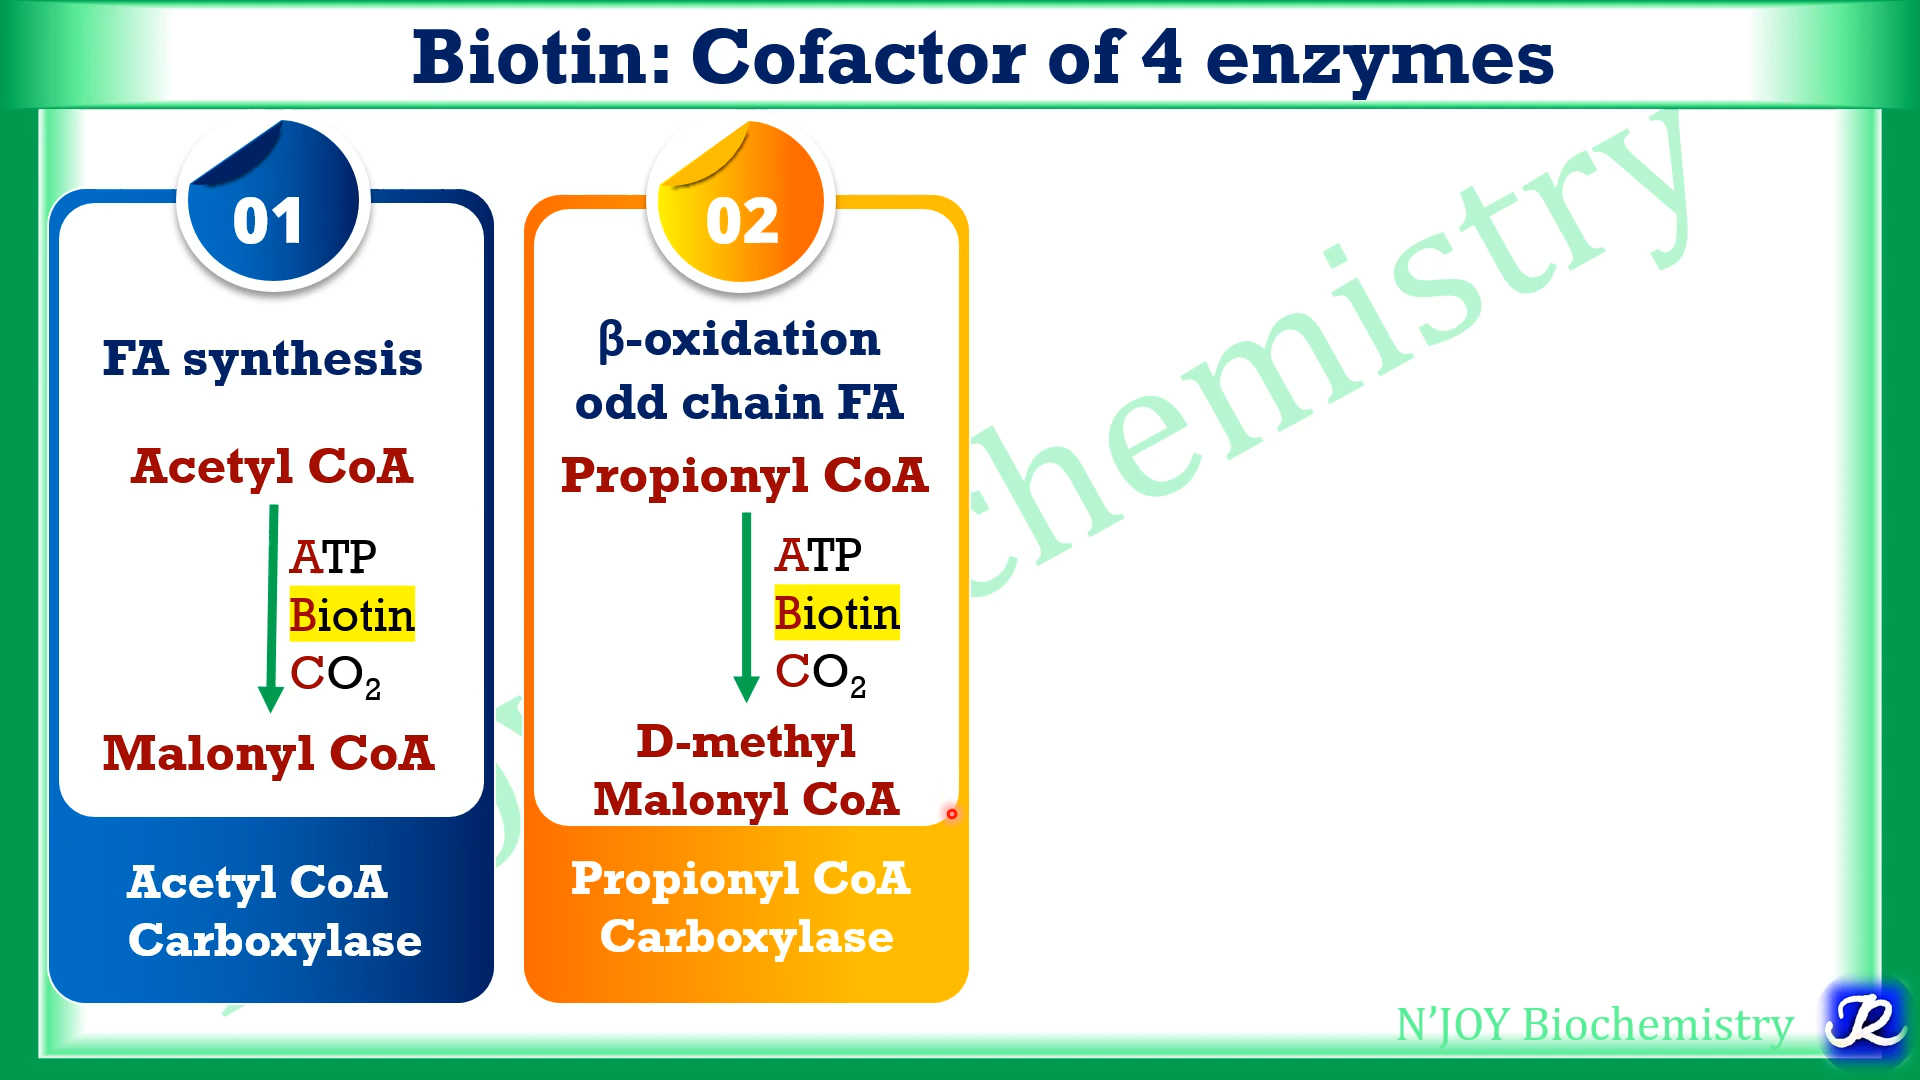 Biotin: Cofactor of 4 enzymes
01
FA synthesis
Acetyl CoA
ATP
Biotin
CO₂
Malonyl CoA
Acetyl CoA
Carboxylase
02
β-oxidation
odd chain FA
Propionyl CoA
ATP
Biotin
CO₂
D-methyl
Malonyl CoA
Propionyl CoA
Carboxylase
chemistry
N'JOY Biochemistry
JR